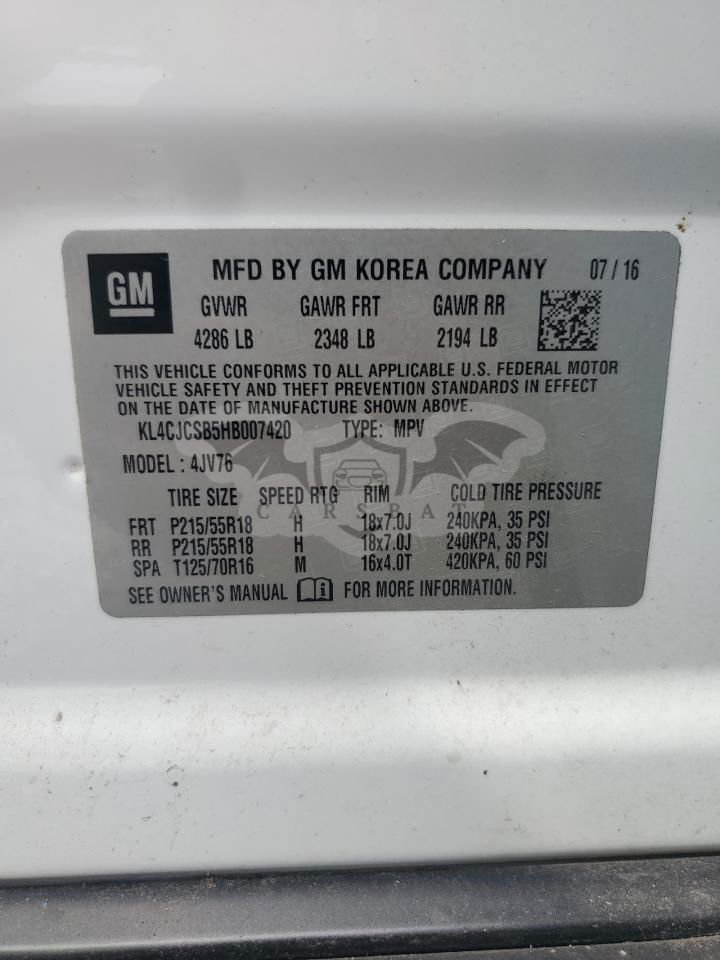 GM
MFD BY GM KOREA COMPANY 07 / 16
GVWR GAWR FRT GAWR RR
4286 LB 2348 LB 2194 LB
THIS VEHICLE CONFORMS TO ALL APPLICABLE U.S. FEDERAL MOTOR
VEHICLE SAFETY AND THEFT PREVENTION STANDARDS IN EFFECT
ON THE DATE OF MANUFACTURE SHOWN ABOVE.
KL4CJCSB5HB007420 TYPE: MPV
MODEL : 4JV76
TIRE SIZE SPEED RTG RIM COLD TIRE PRESSURE
CARSBAT
FRT P215/55R18 H 18x7.0J 240KPA, 35 PSI
RR P215/55R18 H 18x7.0J 240KPA, 35 PSI
SPA T125/70R16 M 16x4.0T 420KPA, 60 PSI
SEE OWNER'S MANUAL i FOR MORE INFORMATION.